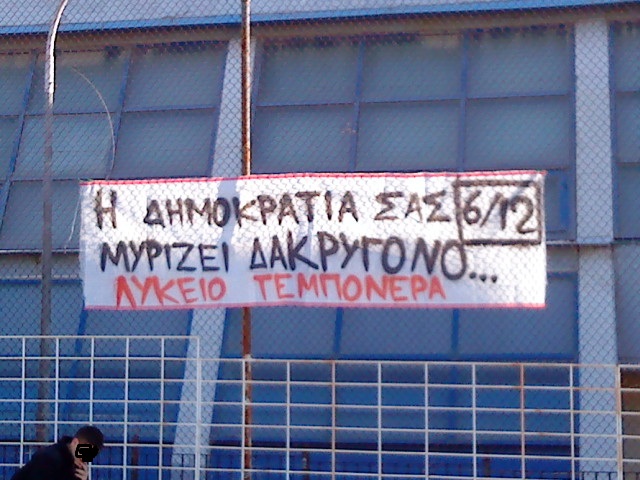 Η ΔΗΜΟΚΡΑΤΙΑ ΣΑΣ 6/12
ΜΥΡΙΖΕΙ ΔΑΚΡΥΓΟΝΟ...
ΛΥΚΕΙΟ ΤΕΜΠΟΝΕΡΑ